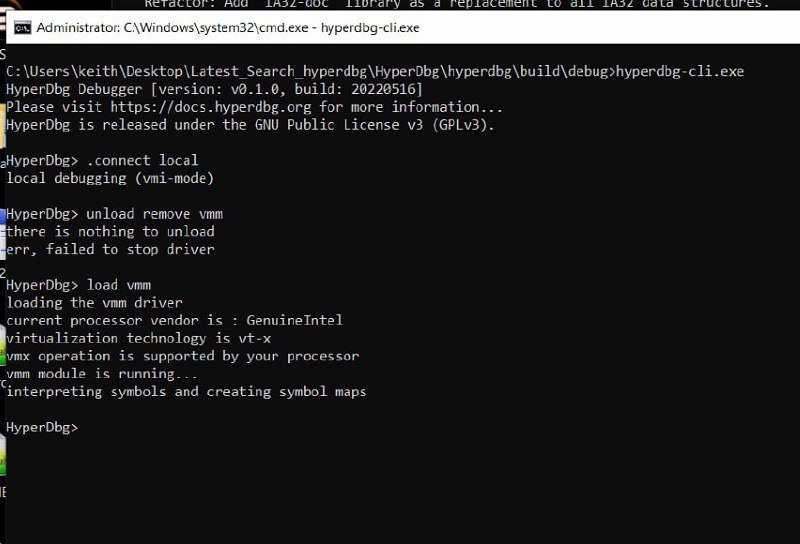 Refactor: Add "IA32-doc" library as a replacement to all IA32 data structures.
Administrator: C:\Windows\system32\cmd.exe - hyperdbg-cli.exe
C:\Users\keith\Desktop\Latest_Search_hyperdbg\HyperDbg\hyperdbg\build\debug>hyperdbg-cli.exe
HyperDbg Debugger [version: v0.1.0, build: 20220516]
Please visit https://docs.hyperdbg.org for more information...
HyperDbg is released under the GNU Public License v3 (GPLv3).
HyperDbg> .connect local
local debugging (vmi-mode)
HyperDbg> unload remove vmm
there is nothing to unload
err, failed to stop driver
HyperDbg> load vmm
loading the vmm driver
current processor vendor is : GenuineIntel
virtualization technology is vt-x
vmx operation is supported by your processor
vmm module is running...
interpreting symbols and creating symbol maps
HyperDbg>